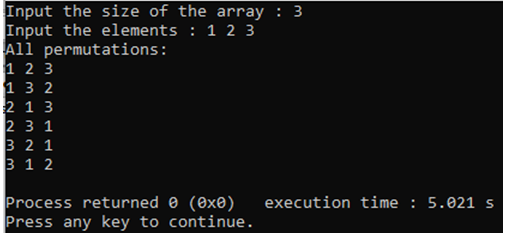 Input the size of the array : 3
Input the elements : 1 2 3
All permutations:
1 2 3
1 3 2
2 1 3
2 3 1
3 2 1
3 1 2
Process returned 0 (0x0)   execution time : 5.021 s
Press any key to continue.